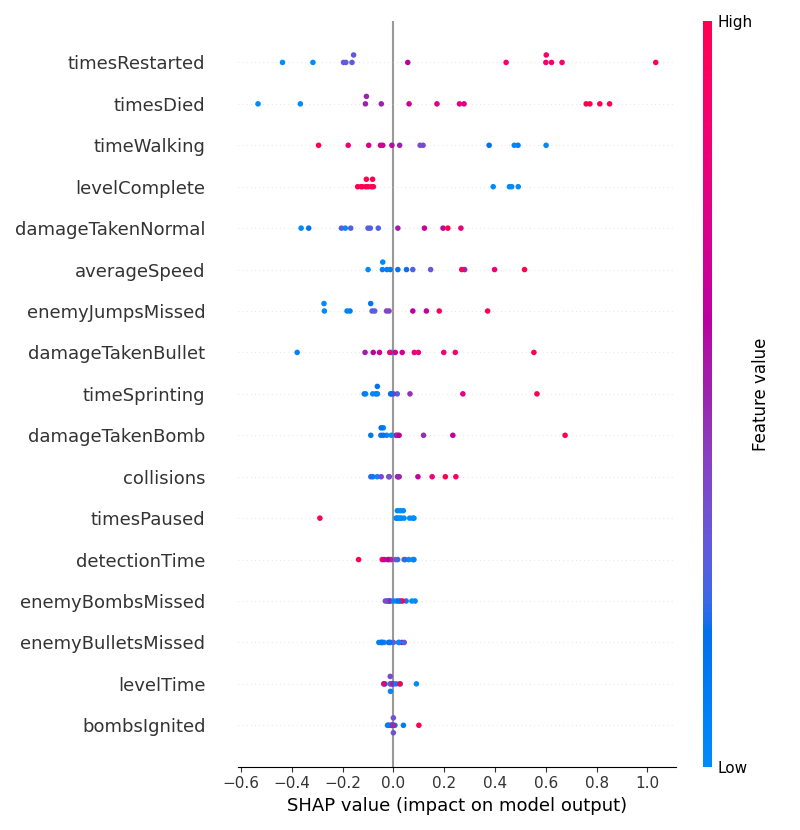 High
timesRestarted
timesDied
timeWalking
levelComplete
damageTakenNormal
averageSpeed
enemyJumpsMissed
damageTakenBullet
timeSprinting
damageTakenBomb
collisions
timesPaused
detectionTime
enemyBombsMissed
enemyBulletsMissed
levelTime
bombsIgnited
Feature value
Low
−0.6 −0.4 −0.2 0.0 0.2 0.4 0.6 0.8 1.0
SHAP value (impact on model output)